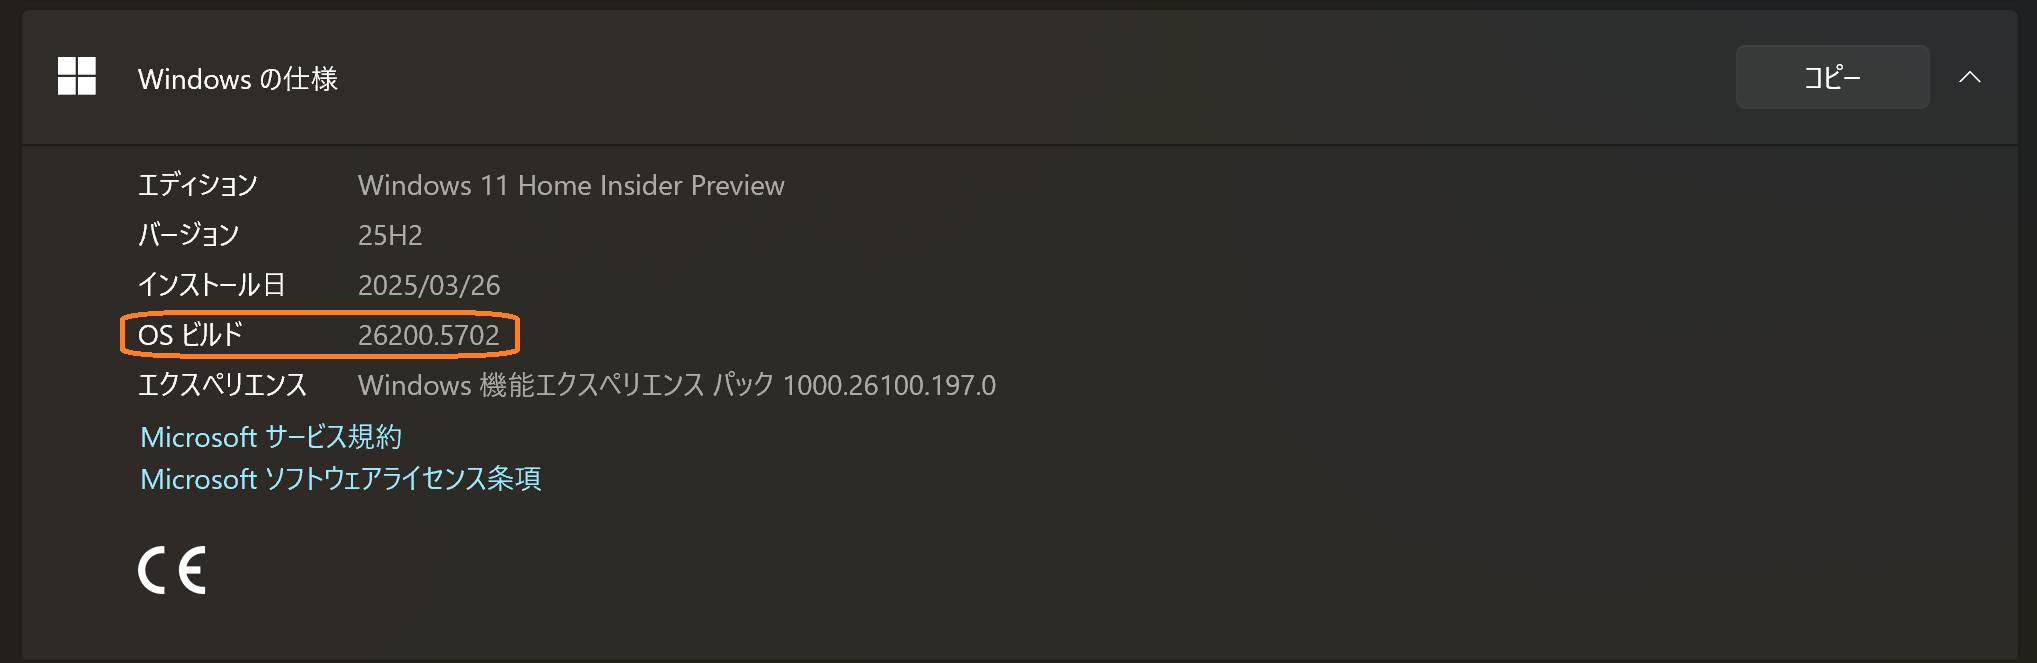 Windows の仕様
コピー
エディション Windows 11 Home Insider Preview
バージョン 25H2
インストール日 2025/03/26
OS ビルド 26200.5702
エクスペリエンス Windows 機能エクスペリエンス パック 1000.26100.197.0
Microsoft サービス規約
Microsoft ソフトウェアライセンス条項
CE